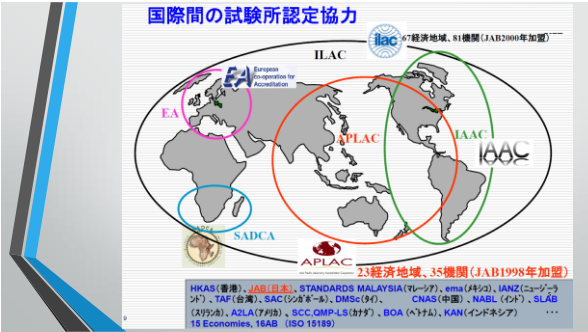 国際間の試験所認定協力
ilac
67経済地域、81機関（JAB2000年加盟）
ILAC
EA
European
co-operation for
Accreditation
EA
APLAC
IAAC
IAAC
SADCA
SADCA
APLAC
23経済地域、35機関（JAB1998年加盟）
HKAS（香港）、JAB（日本）、STANDARDS MALAYSIA（マレーシア）、ema（メキシコ）、IANZ（ニュージーラ
ンド）、TAF（台湾）、SAC（シンガポール）、DMSc（タイ）、 CNAS（中国）、NABL（インド）、SLAB
（スリランカ）、A2LA（アメリカ）、SCC,QMP-LS（カナダ）、BOA（ベトナム）、KAN（インドネシア） ・・・
15 Economies, 16AB （ISO 15189）